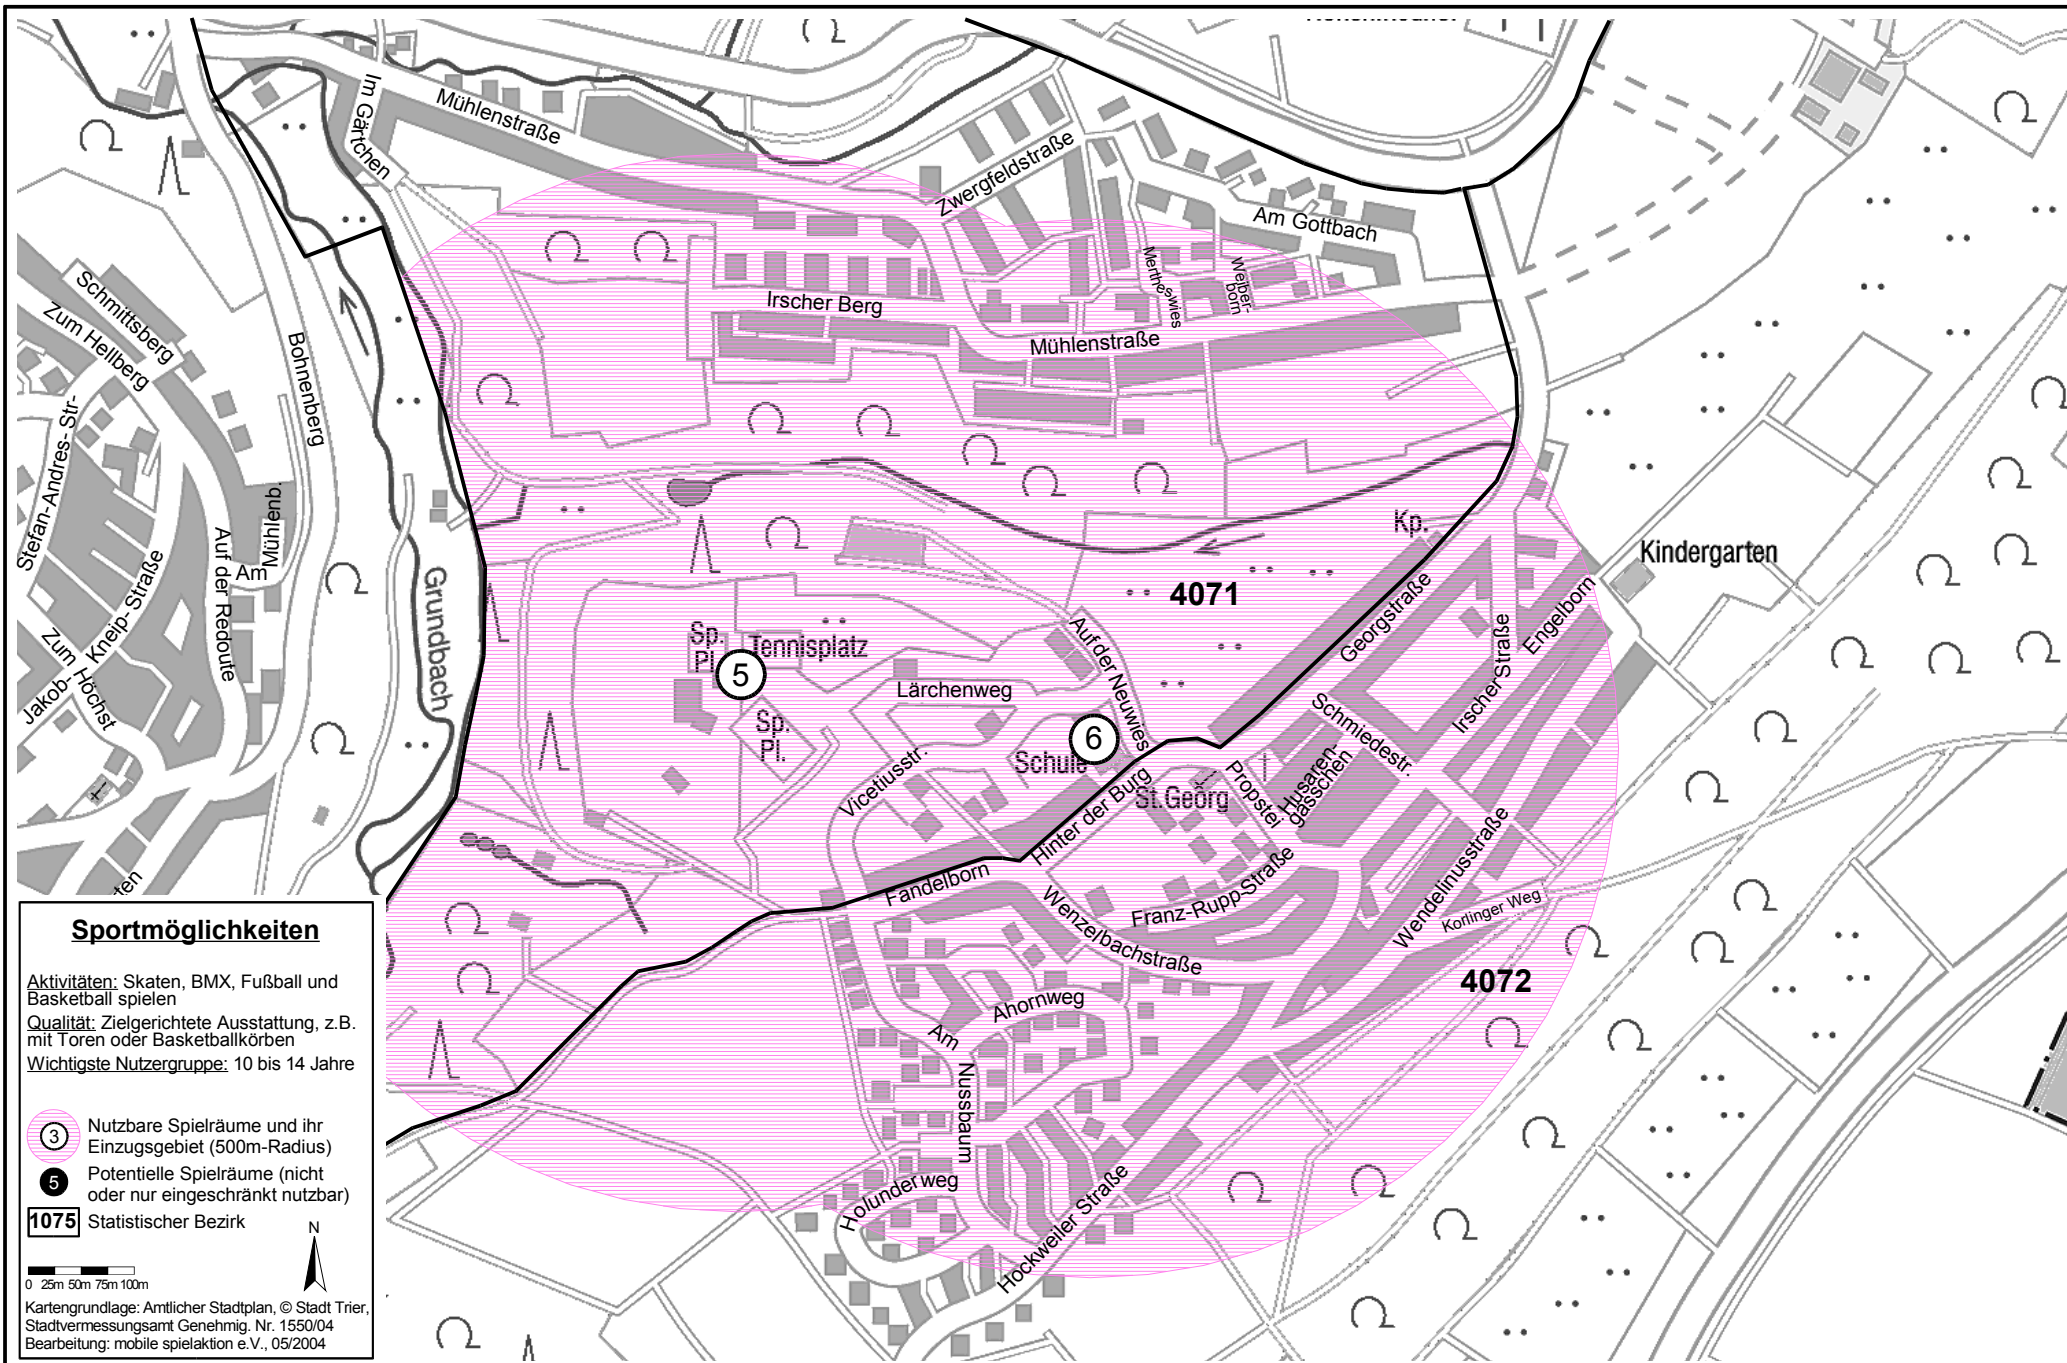 Im Gärtchen
Mühlenstraße
Zwergfeldstraße
Am Gottbach
Mertheswies
Weiber-
born
Irscher Berg
Mühlenstraße
Schmittsberg
Zum Hellberg
Bohnenberg
Stefan-Andres-Str.
Mühlenb.
Am
Auf der Redoute
Jakob-Kneip-Straße
Zum Höchst
Grundbach
Kp.
Kindergarten
4071
Georgstraße
Engelborn
Irscher Straße
Sp.
Pl.
Tennisplatz
5
Auf der Neuwies
Lärchenweg
Sp.
Pl.
6
Schule
Schmiedestr.
Vicetiusstr.
Hinter der Burg
St.Georg
Propstei
Husaren-
gässchen
Fandelborn
Wenzelbachstraße
Franz-Rupp-Straße
Wendelinusstraße
Korlinger Weg
4072
Ahornweg
Am Nussbaum
Holunderweg
Hockweiler Straße
Sportmöglichkeiten
Aktivitäten: Skaten, BMX, Fußball und
Basketball spielen
Qualität: Zielgerichtete Ausstattung, z.B.
mit Toren oder Basketballkörben
Wichtigste Nutzergruppe: 10 bis 14 Jahre
3 Nutzbare Spielräume und ihr
Einzugsgebiet (500m-Radius)
5 Potentielle Spielräume (nicht
oder nur eingeschränkt nutzbar)
1075 Statistischer Bezirk
N
0 25m 50m 75m 100m
Kartengrundlage: Amtlicher Stadtplan, © Stadt Trier,
Stadtvermessungsamt Genehmig. Nr. 1550/04
Bearbeitung: mobile spielaktion e.V., 05/2004